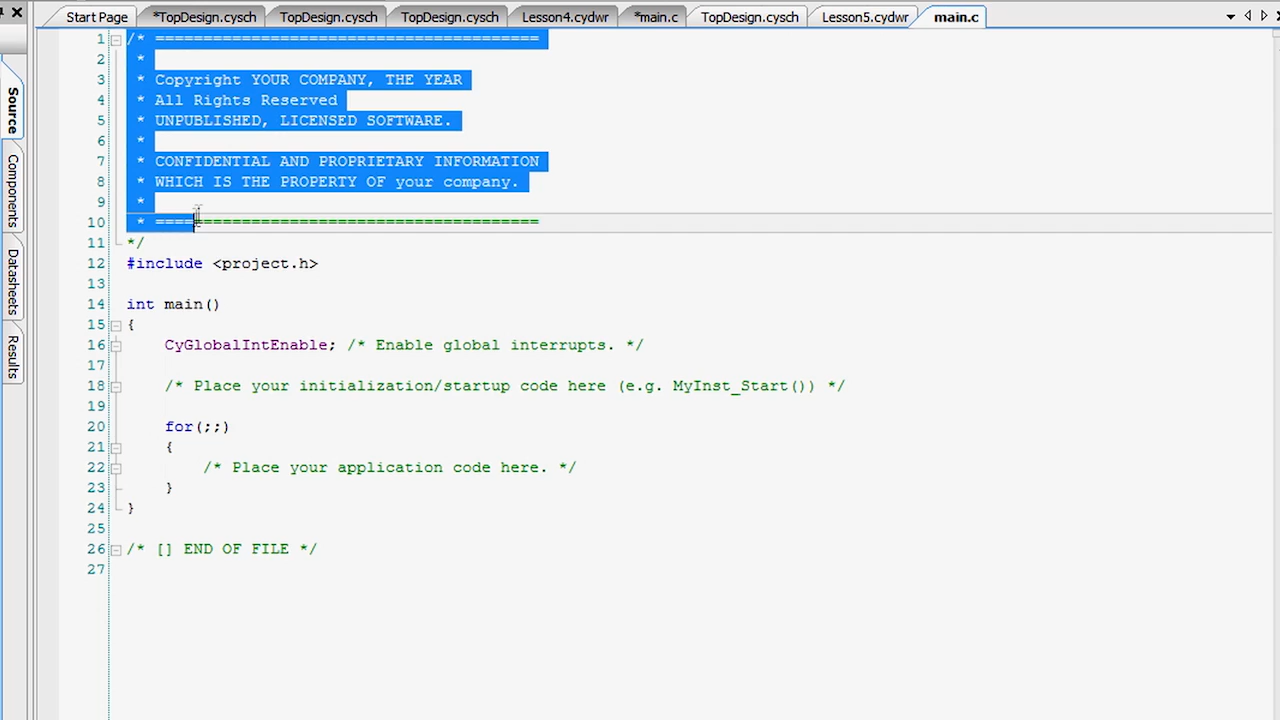 Start Page *TopDesign.cysch TopDesign.cysch TopDesign.cysch Lesson4.cydwr *main.c TopDesign.cysch Lesson5.cydwr main.c
Source
Components
Datasheets
Results
1 /* ========================================
2 *
3 * Copyright YOUR COMPANY, THE YEAR
4 * All Rights Reserved
5 * UNPUBLISHED, LICENSED SOFTWARE.
6 *
7 * CONFIDENTIAL AND PROPRIETARY INFORMATION
8 * WHICH IS THE PROPERTY OF your company.
9 *
10 * ========================================
11 */
12 #include <project.h>
13
14 int main()
15 {
16 CyGlobalIntEnable; /* Enable global interrupts. */
17
18 /* Place your initialization/startup code here (e.g. MyInst_Start()) */
19
20 for(;;)
21 {
22 /* Place your application code here. */
23 }
24 }
25
26 /* [] END OF FILE */
27